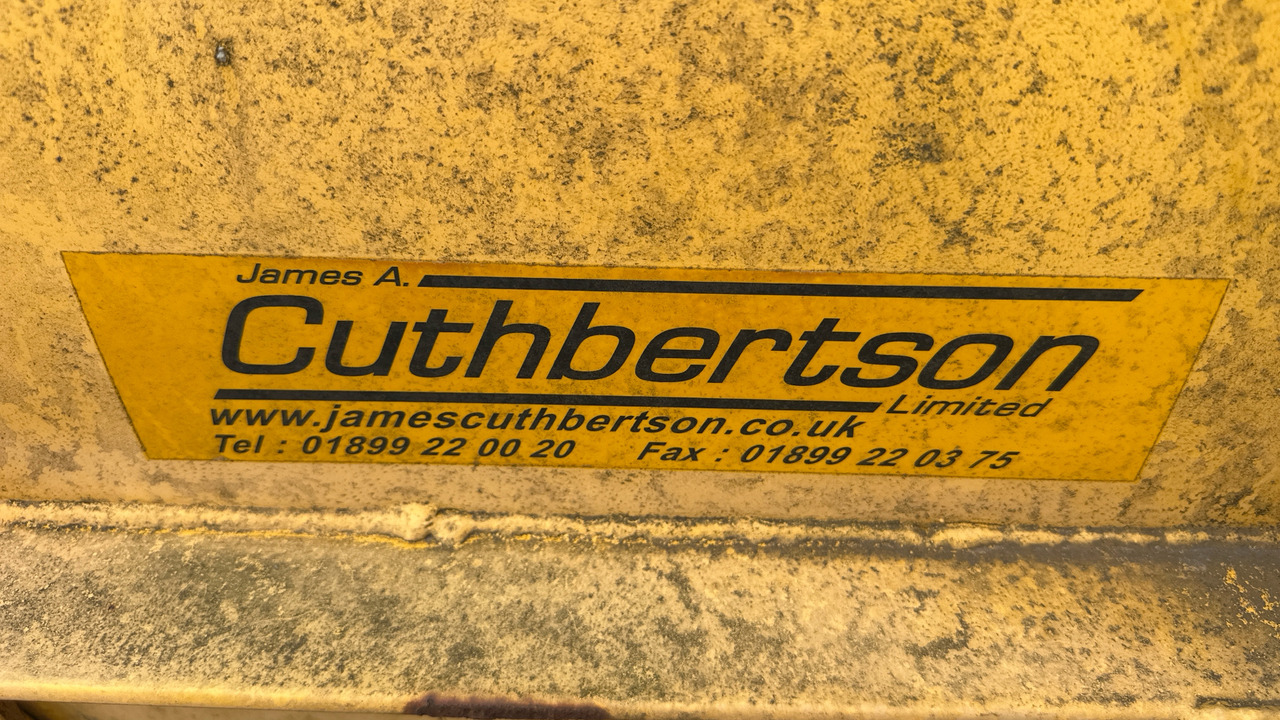 James A.
Cuthbertson
Limited
www.jamescuthbertson.co.uk
Tel : 01899 22 00 20 Fax : 01899 22 03 75